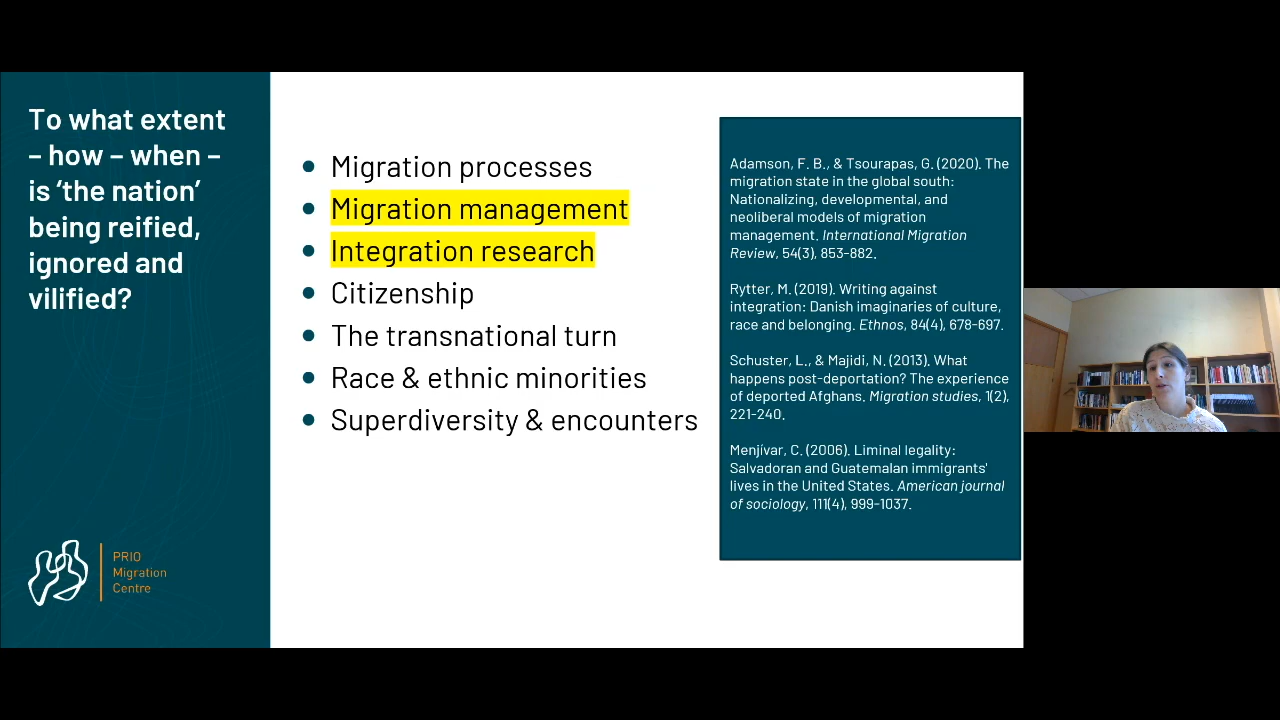 To what extent
– how – when –
is ‘the nation’
being reified,
ignored and
vilified?
PRIO
Migration
Centre
• Migration processes
• Migration management
• Integration research
• Citizenship
• The transnational turn
• Race & ethnic minorities
• Superdiversity & encounters
Adamson, F. B., & Tsourapas, G. (2020). The
migration state in the global south:
Nationalizing, developmental, and
neoliberal models of migration
management. International Migration
Review, 54(3), 853-882.
Rytter, M. (2019). Writing against
integration: Danish imaginaries of culture,
race and belonging. Ethnos, 84(4), 678-697.
Schuster, L., & Majidi, N. (2013). What
happens post-deportation? The experience
of deported Afghans. Migration studies, 1(2),
221-240.
Menjívar, C. (2006). Liminal legality:
Salvadoran and Guatemalan immigrants'
lives in the United States. American journal
of sociology, 111(4), 999-1037.